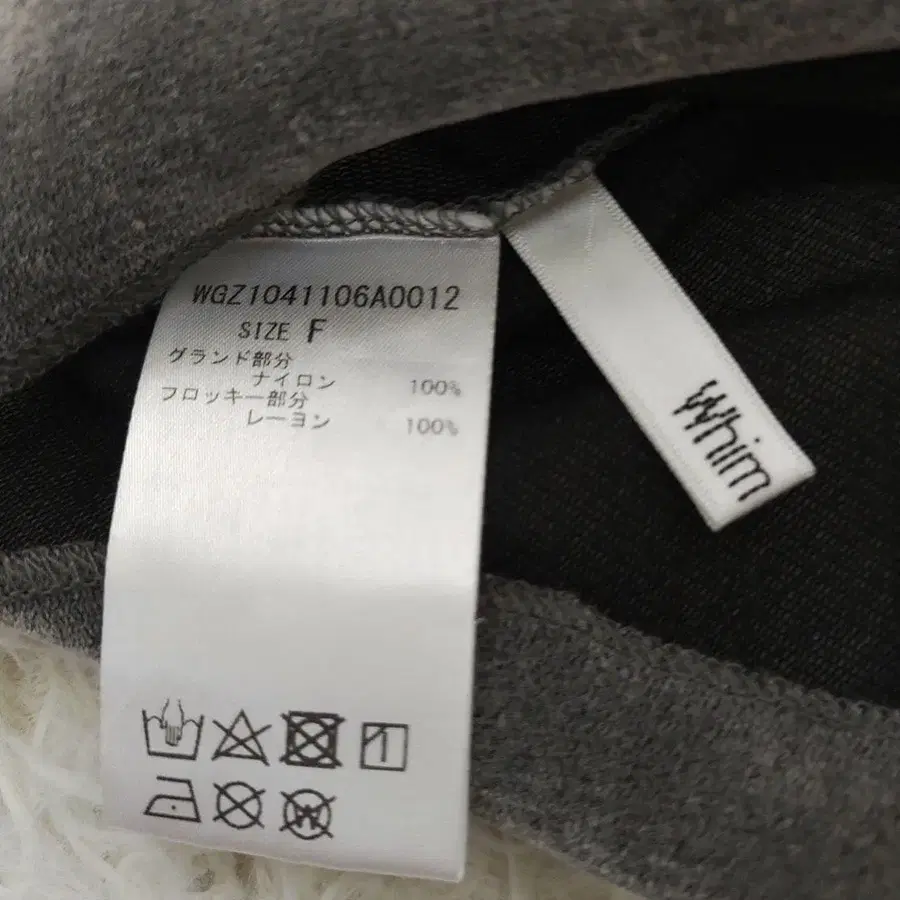 WGZ1041106A0012
SIZE F
グランド部分
ナイロン 100%
フロッキー部分
レーヨン 100%
Whim